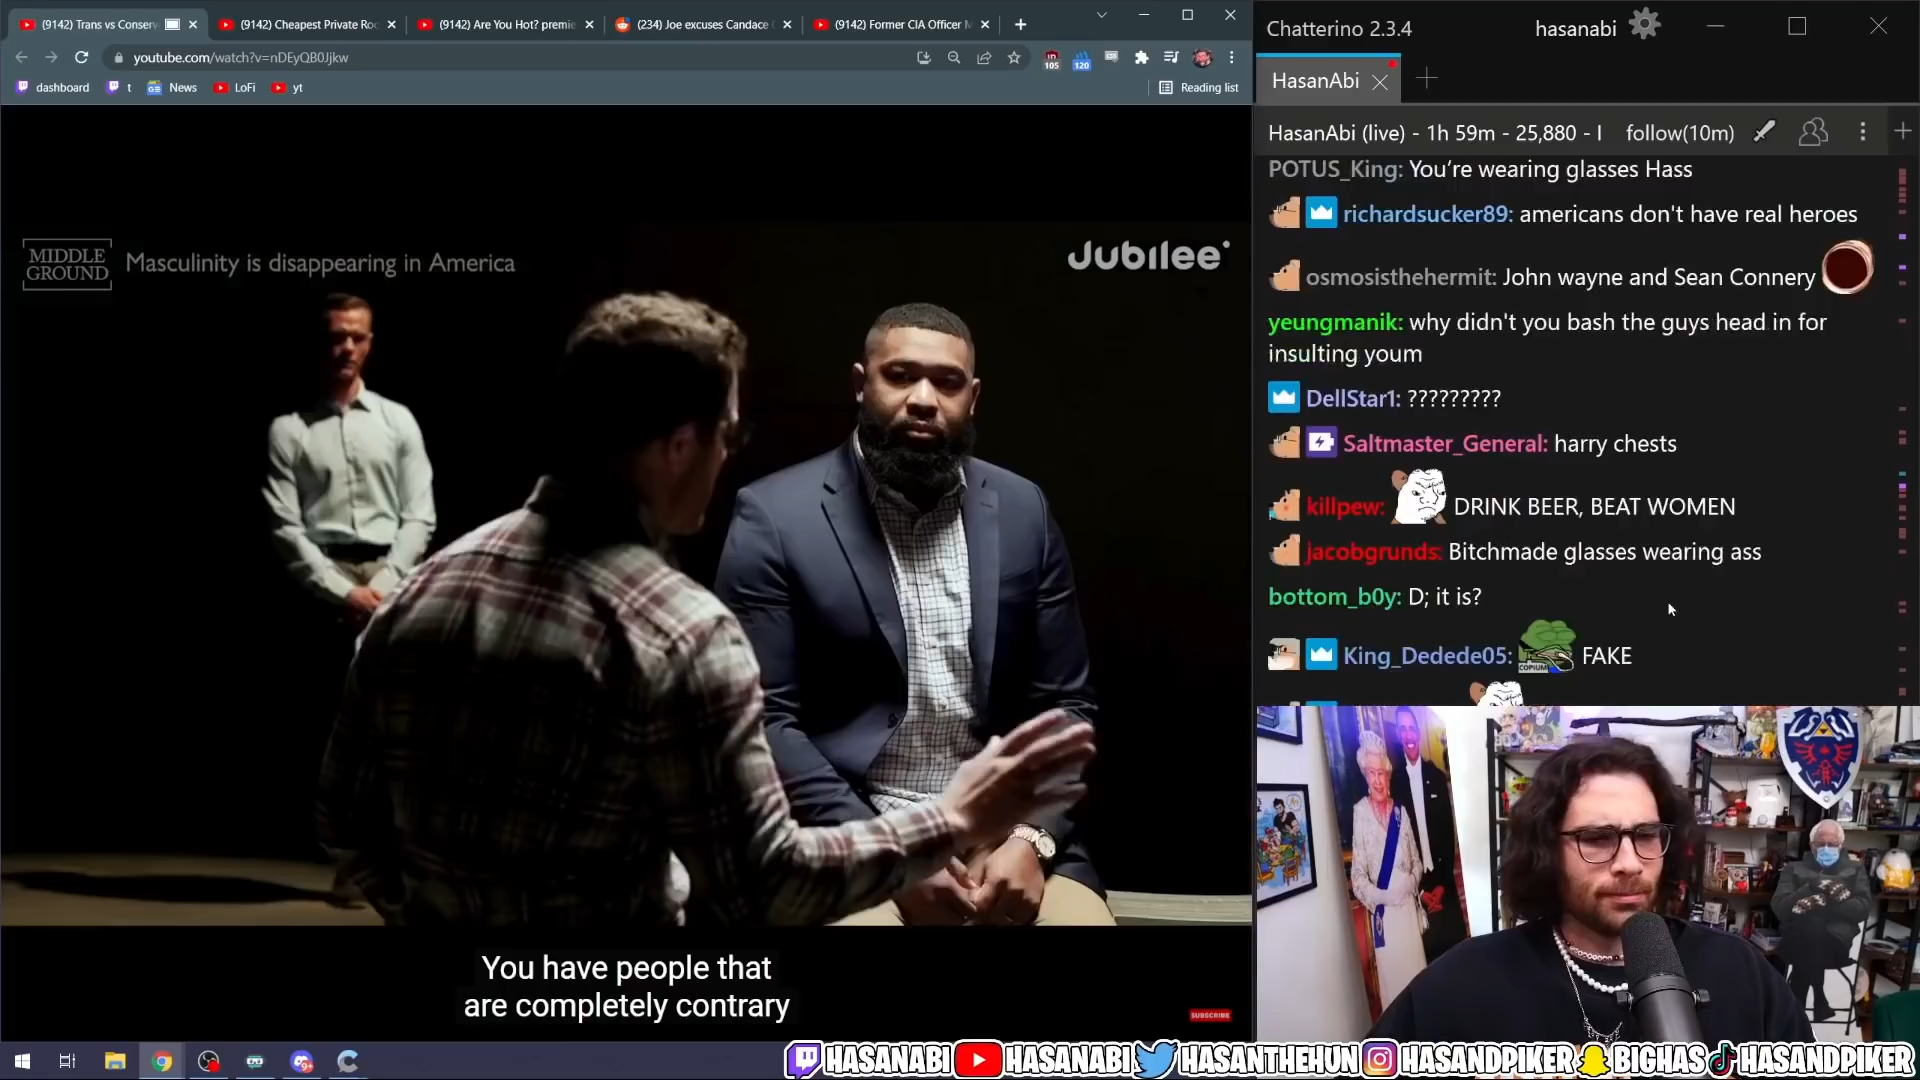 (9142) Trans vs Conserv
(9142) Cheapest Private Roc
(9142) Are You Hot? premie
(234) Joe excuses Candace
(9142) Former CIA Officer
youtube.com/watch?v=nDEyQB0Jjkw
105
120
dashboard
t
News
LoFi
yt
Reading list
MIDDLE GROUND
Masculinity is disappearing in America
Jubilee
You have people that
are completely contrary
SUBSCRIBE
Chatterino 2.3.4
hasanabi
HasanAbi
HasanAbi (live) - 1h 59m - 25,880 - I
follow(10m)
POTUS_King: You're wearing glasses Hass
richardsucker89: americans don't have real heroes
osmosisthehermit: John wayne and Sean Connery
yeungmanik: why didn't you bash the guys head in for
insulting youm
DellStar1: ?????????
Saltmaster_General: harry chests
killpew: DRINK BEER, BEAT WOMEN
jacobgrunds: Bitchmade glasses wearing ass
bottom_b0y: D; it is?
King_Dedede05: COPIUM FAKE
HASANABI HASANABI HASANTHEHUN HASANDPIKER BIGHAS HASANDPIKER